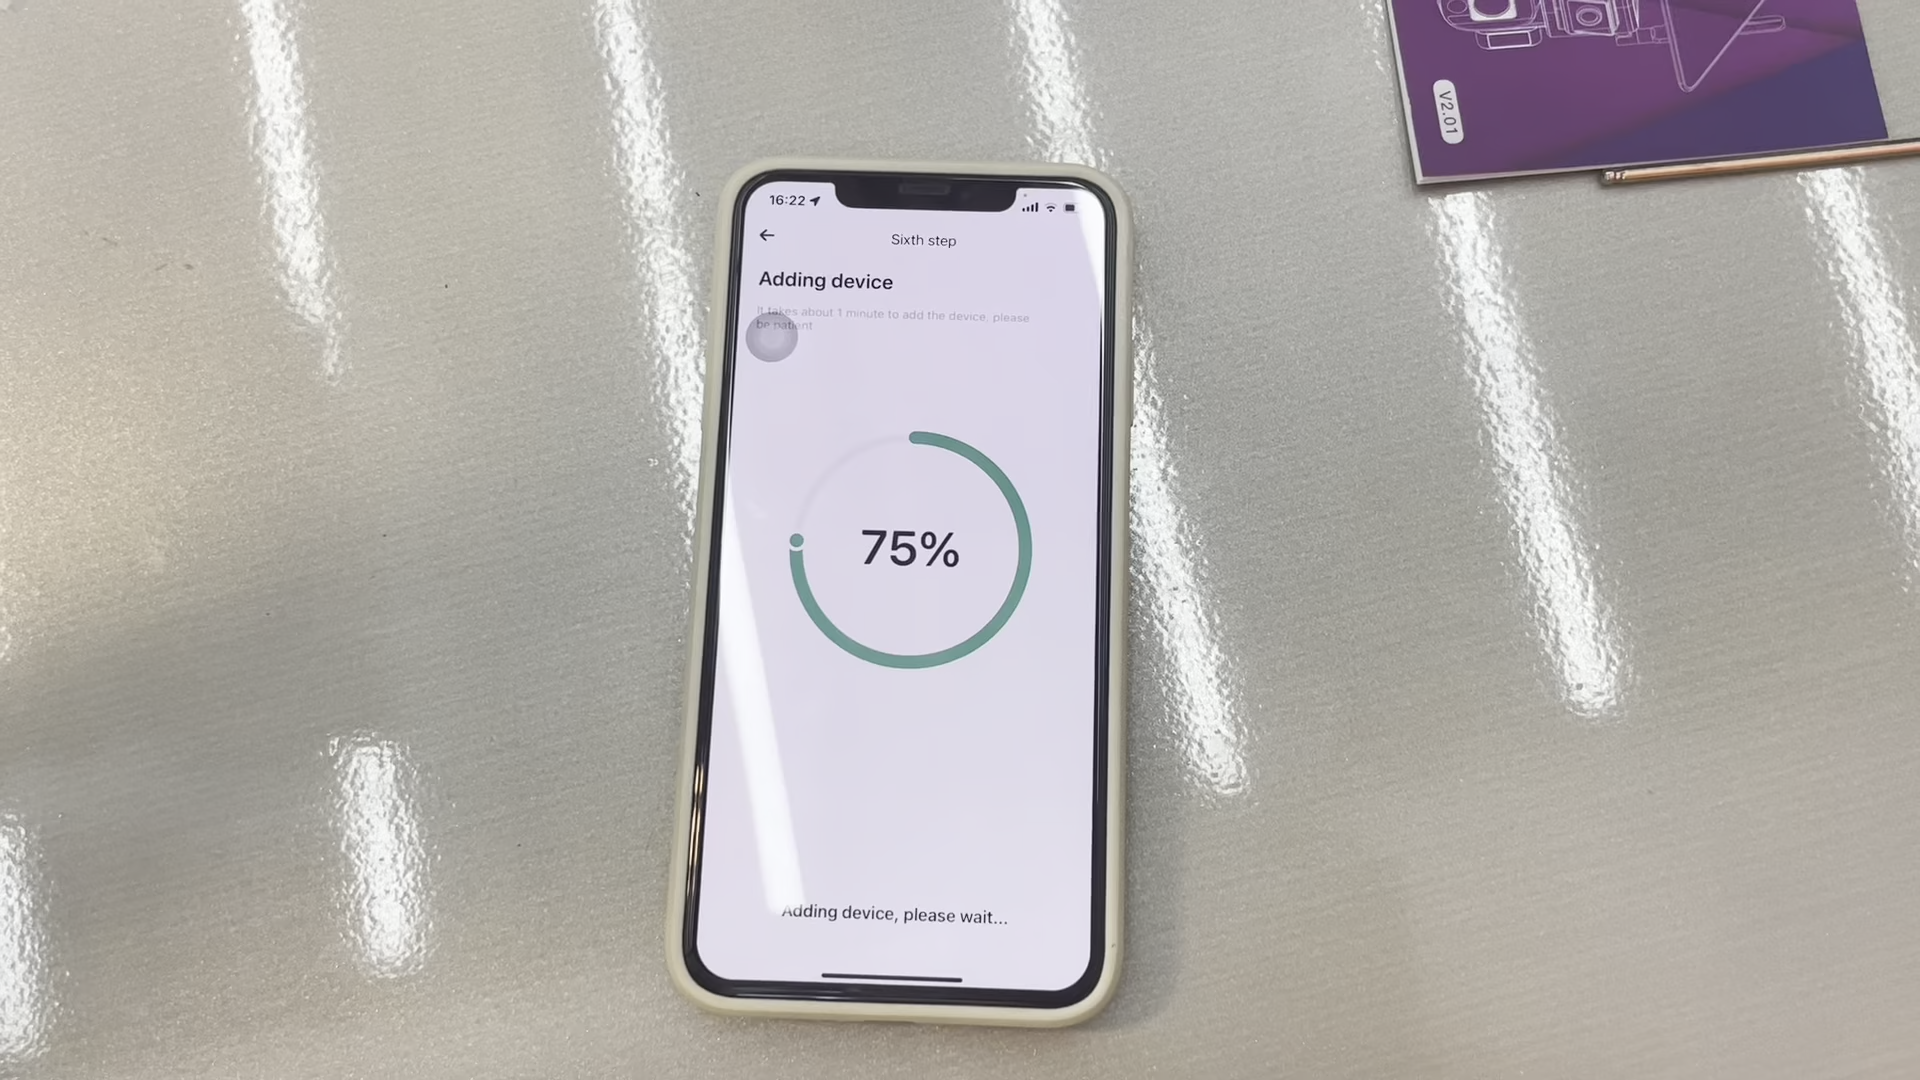 V2.01
16:22
Sixth step
Adding device
It takes about 1 minute to add the device, please
be patient
75%
Adding device, please wait...